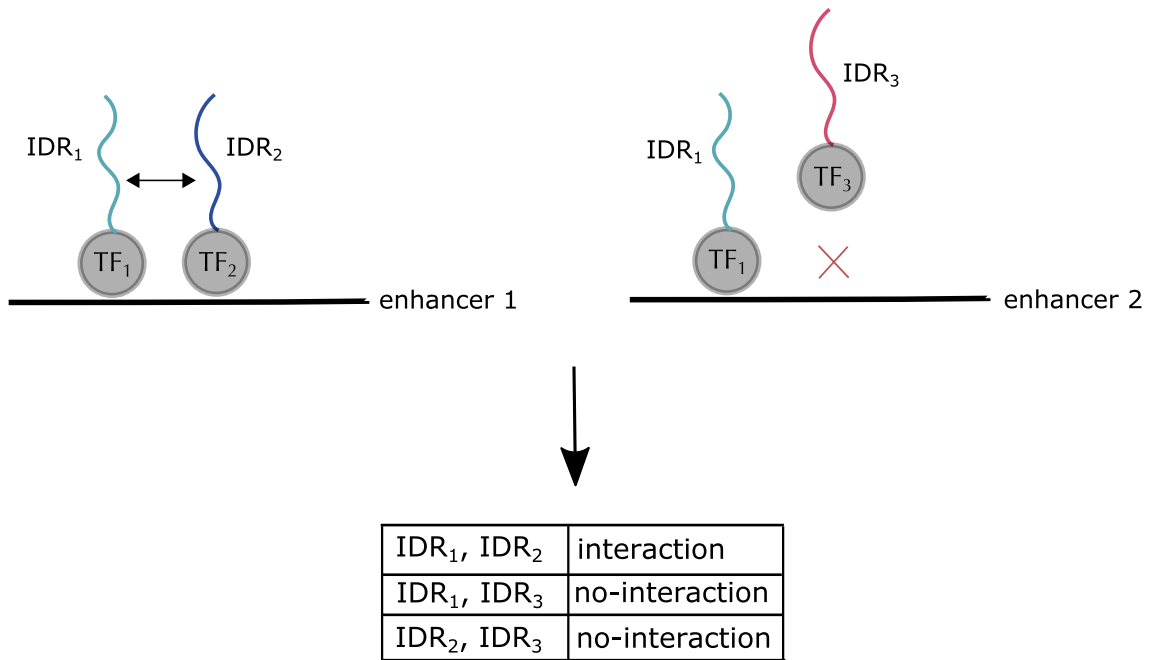 IDR₃
IDR₁
IDR₂
IDR₁
TF₃
TF₁
TF₂
TF₁
enhancer 1
enhancer 2
IDR₁, IDR₂ interaction
IDR₁, IDR₃ no-interaction
IDR₂, IDR₃ no-interaction